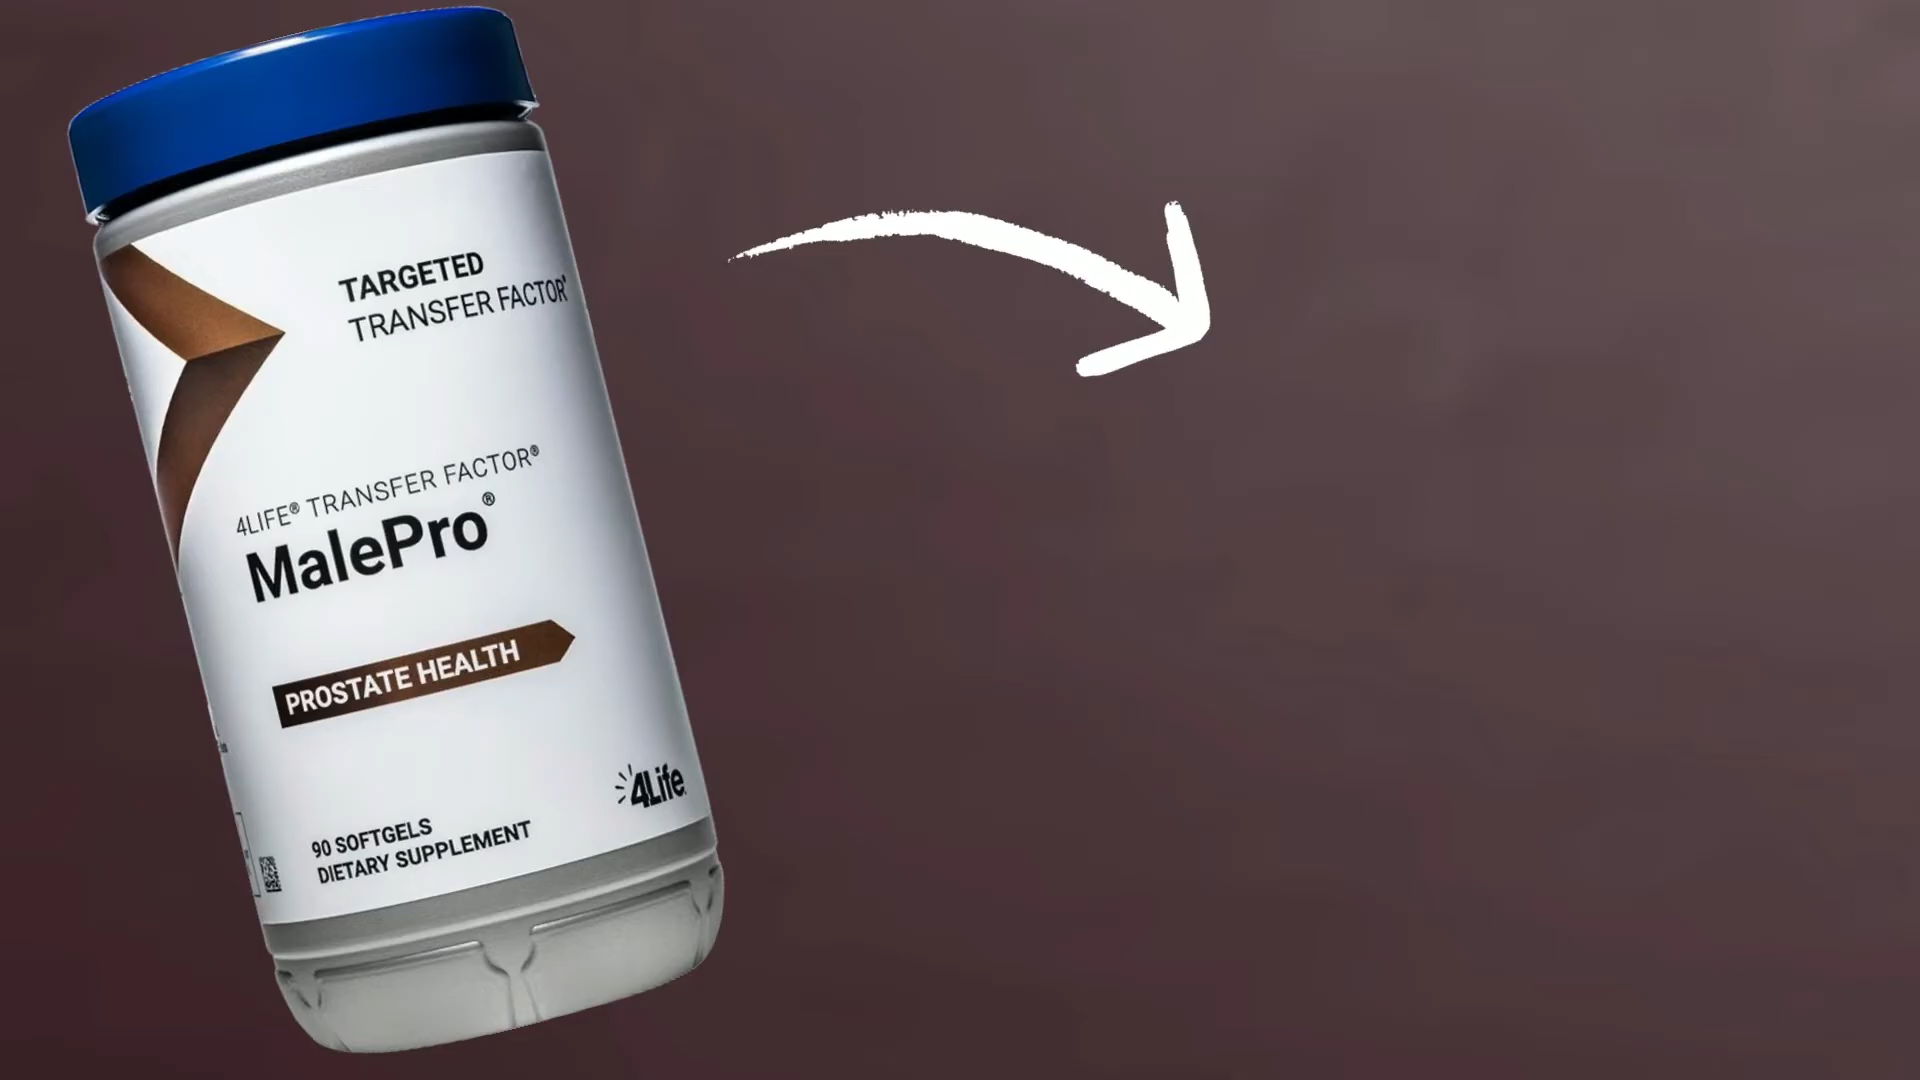 TARGETED
TRANSFER FACTOR®
4LIFE® TRANSFER FACTOR®
MalePro®
PROSTATE HEALTH
4Life
90 SOFTGELS
DIETARY SUPPLEMENT